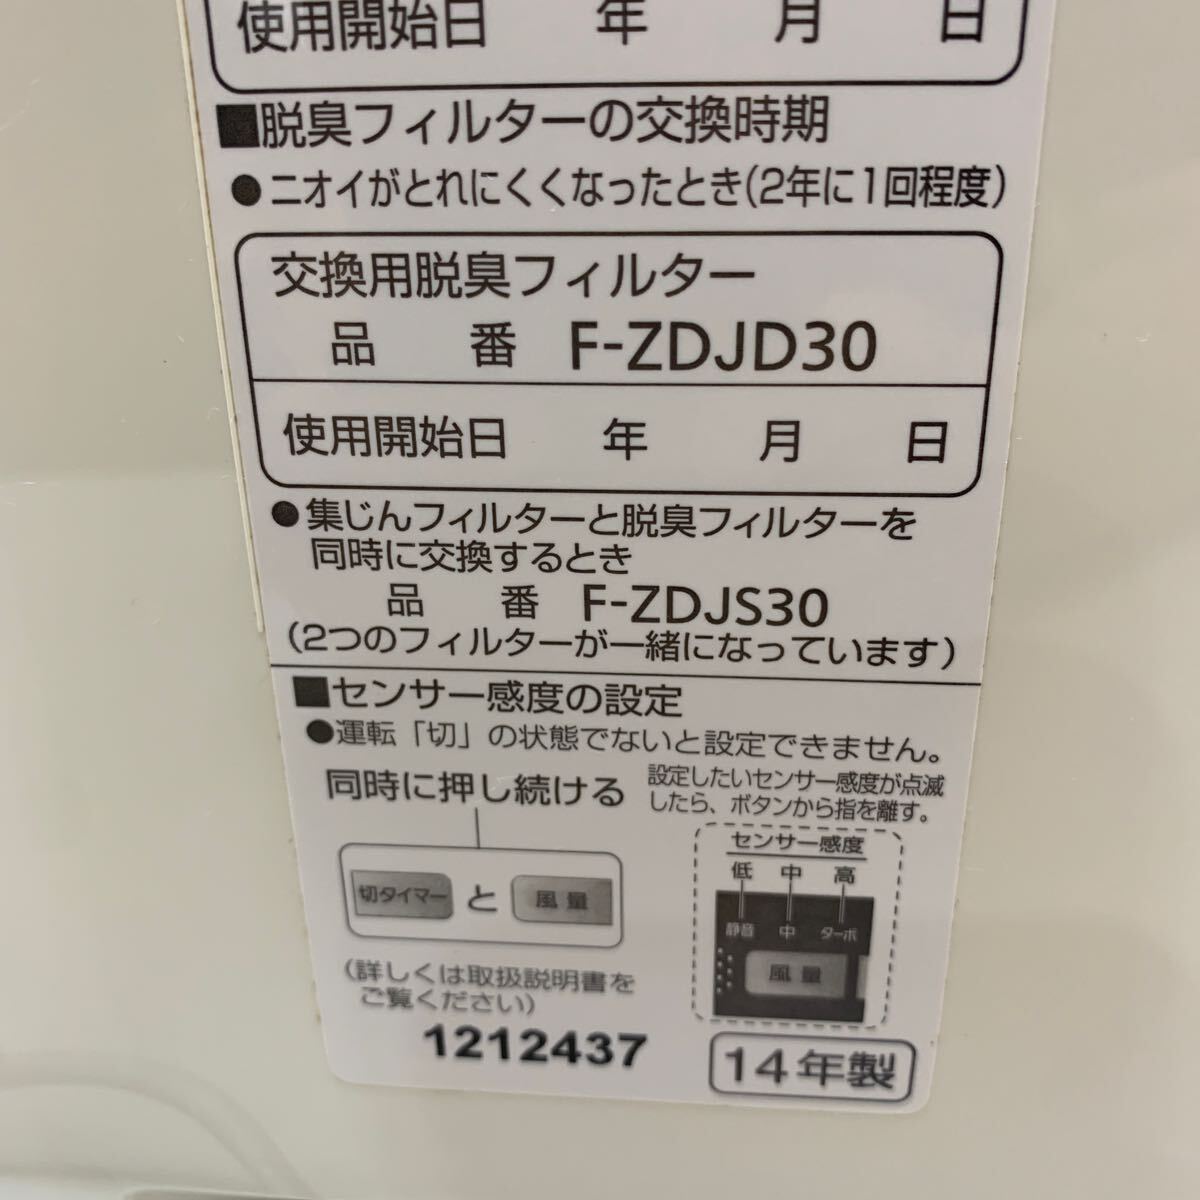 使用開始日 年 月 日
■脱臭フィルターの交換時期
●ニオイがとれにくくなったとき(2年に1回程度)
交換用脱臭フィルター
品 番 F-ZDJD30
使用開始日 年 月 日
●集じんフィルターと脱臭フィルターを
同時に交換するとき
品 番 F-ZDJS30
(2つのフィルターが一緒になっています)
■センサー感度の設定
●運転「切」の状態でないと設定できません。
同時に押し続ける
設定したいセンサー感度が点滅
したら、ボタンから指を離す。
切タイマー と 風量
センサー感度
低 中 高
静音 中 ターボ
風量
(詳しくは取扱説明書を
ご覧ください)
1212437
14年製